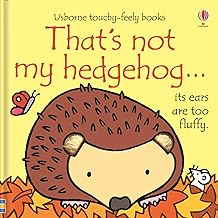 Usborne touchy-feely books
That's not
my hedgehog...
its ears
are too
fluffy.